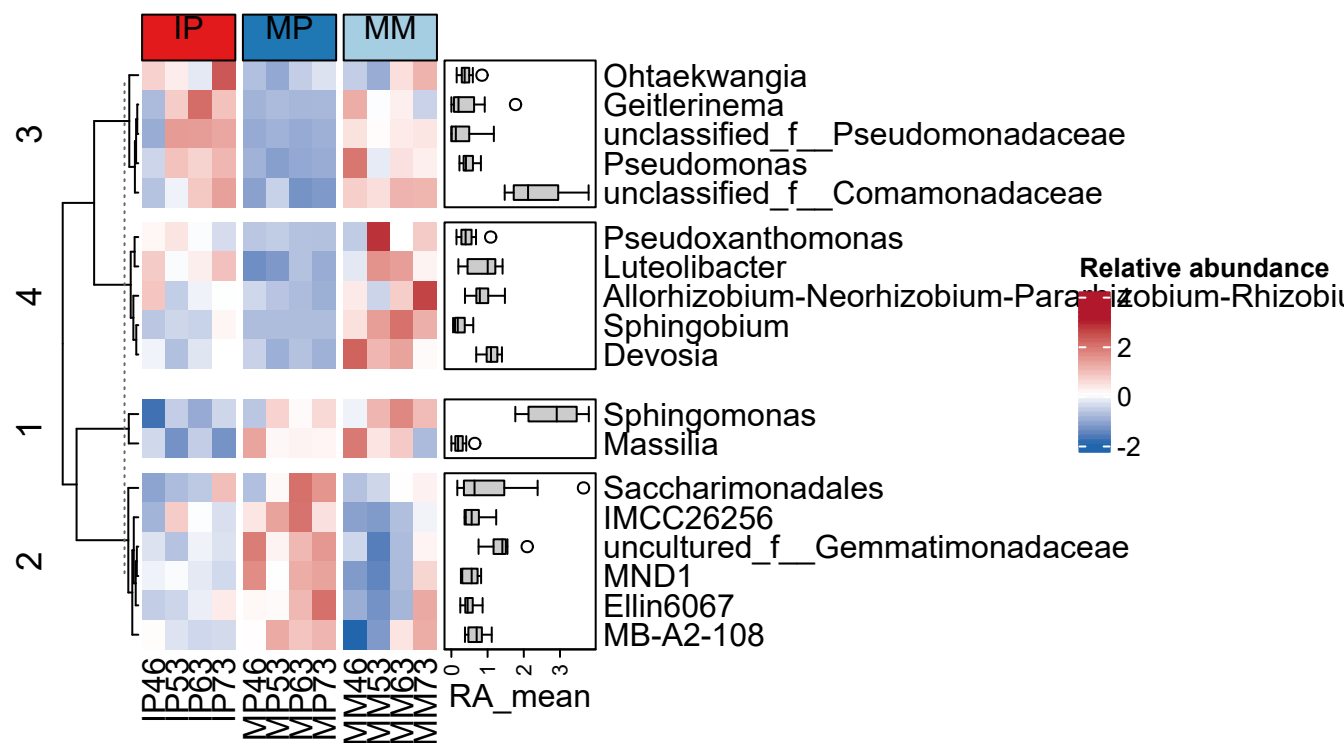 IP
MP
MM
3
4
1
2
Ohtaekwangia
Geitlerinema
unclassified_f__Pseudomonadaceae
Pseudomonas
unclassified_f__Comamonadaceae
Pseudoxanthomonas
Luteolibacter
Allorhizobium-Neorhizobium-Pararhizobium-Rhizobiu
Sphingobium
Devosia
Sphingomonas
Massilia
Saccharimonadales
IMCC26256
uncultured_f__Gemmatimonadaceae
MND1
Ellin6067
MB-A2-108
Relative abundance
4
2
0
-2
IP46
IP53
IP63
IP73
MP46
MP53
MP63
MP73
MM46
MM53
MM63
MM73
0
1
2
3
RA_mean